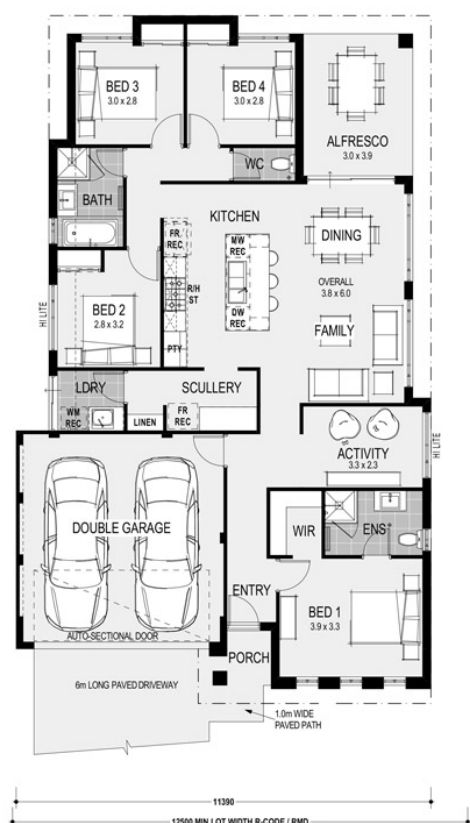 BED 3
3.0 x 2.8
BED 4
3.0 x 2.8
ALFRESCO
3.0 x 3.9
WC
BATH
KITCHEN
FR
REC
MW
REC
DINING
R/H
ST
OVERALL
3.8 x 6.0
DW
REC
FAMILY
HI LITE
BED 2
2.8 x 3.2
PTY
LDRY
SCULLERY
WM
REC
LINEN
FR
REC
ACTIVITY
3.3 x 2.3
HI LITE
DOUBLE GARAGE
WIR
ENS
ENTRY
BED 1
3.9 x 3.3
AUTO-SECTIONAL DOOR
PORCH
6m LONG PAVED DRIVEWAY
1.0m WIDE
PAVED PATH
11390
12500 MIN LOT WIDTH R-CODE / RMD